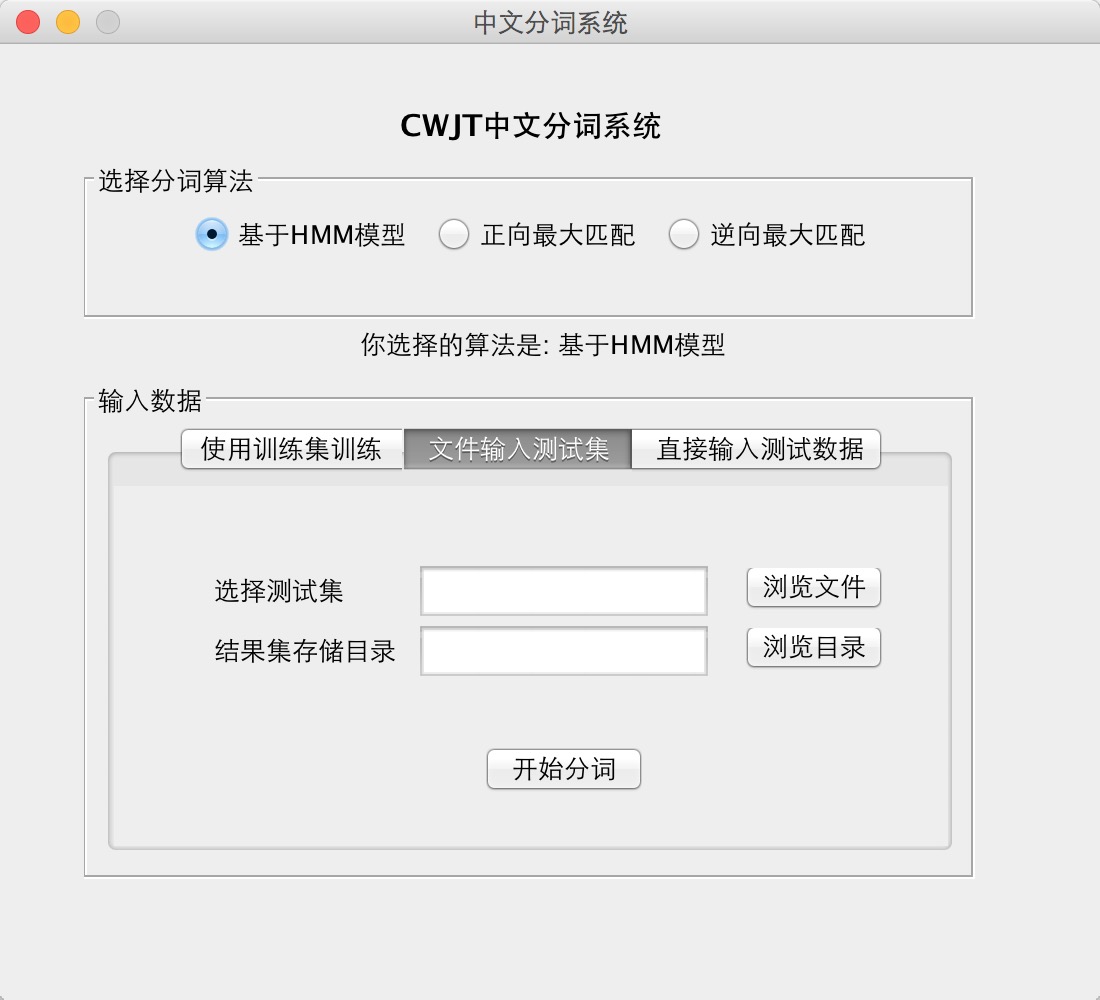 中文分词系统
CWJT中文分词系统
选择分词算法
基于HMM模型 正向最大匹配 逆向最大匹配
你选择的算法是: 基于HMM模型
输入数据
使用训练集训练 文件输入测试集 直接输入测试数据
选择测试集 浏览文件
结果集存储目录 浏览目录
开始分词